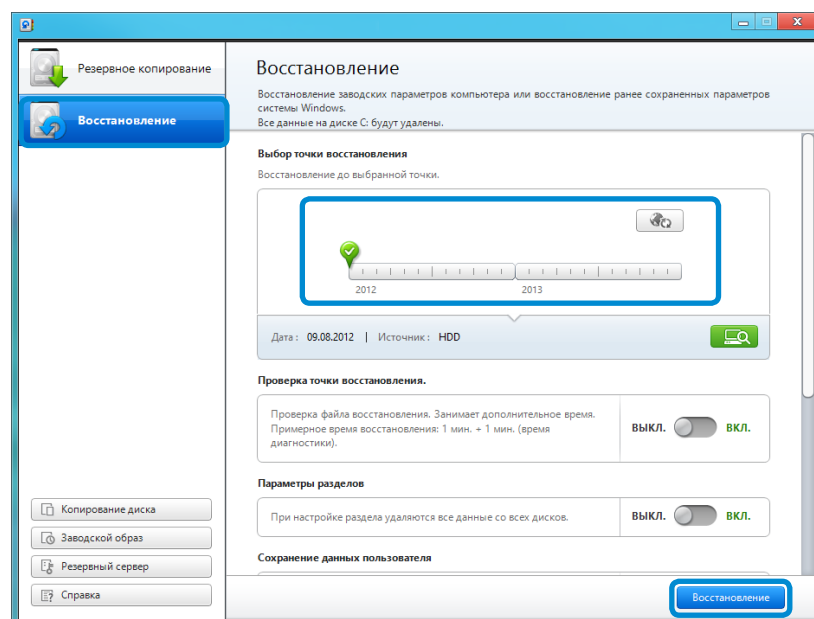 Резервное копирование
Восстановление
Копирование диска
Заводской образ
Резервный сервер
Справка
Восстановление
Восстановление заводских параметров компьютера или восстановление ранее сохраненных параметров
системы Windows.
Все данные на диске C: будут удалены.
Выбор точки восстановления
Восстановление до выбранной точки.
2012 2013
Дата : 09.08.2012 | Источник : HDD
Проверка точки восстановления.
Проверка файла восстановления. Занимает дополнительное время.
Примерное время восстановления: 1 мин. + 1 мин. (время
диагностики).
ВЫКЛ. ВКЛ.
Параметры разделов
При настройке раздела удаляются все данные со всех дисков.
ВЫКЛ. ВКЛ.
Сохранение данных пользователя
Восстановление